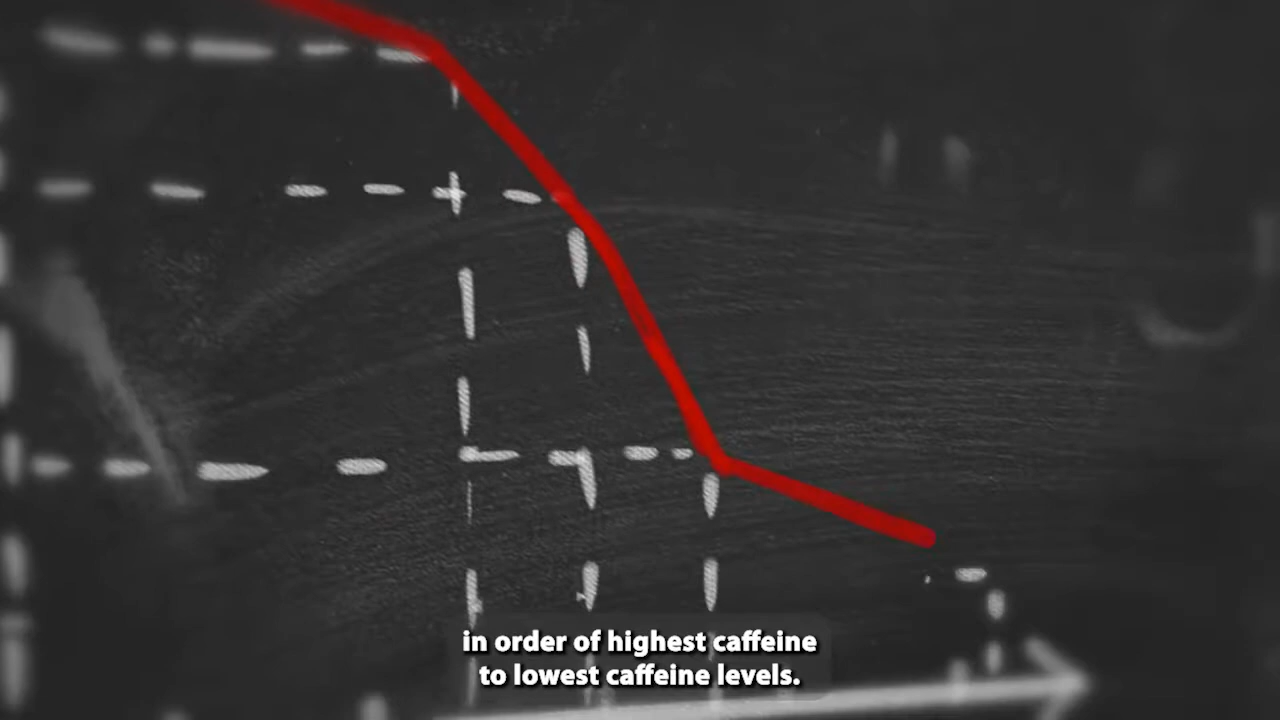 in order of highest caffeine
to lowest caffeine levels.